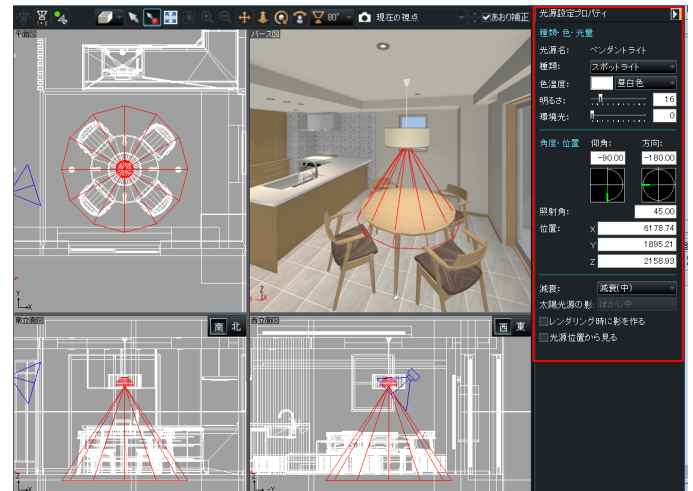 80°
現在の視点
あおり補正
平面図
パース図
Y
X
Z
Y
南立面図
南 北
西立面図
西 東
Z
X
Z
-Y
光源設定プロパティ
種類・色・光量
光源名: ペンダントライト
種類: スポットライト
色温度: 昼白色
明るさ: 16
環境光: 0
角度・位置 仰角: 方向:
-90.00 -180.00
照射角: 45.00
位置: X 6178.74
Y 1895.21
Z 2158.93
減衰: 減衰(中)
太陽光源の影: ぼかし中
レンダリング時に影を作る
光源位置から見る